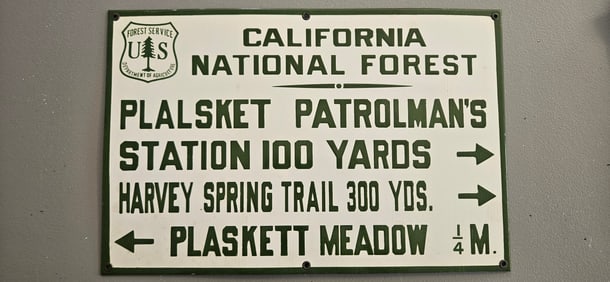 FOREST SERVICE
U S
DEPARTMENT OF AGRICULTURE
CALIFORNIA
NATIONAL FOREST
PLALSKET PATROLMAN'S
STATION 100 YARDS →
HARVEY SPRING TRAIL 300 YDS. →
← PLASKETT MEADOW 1/4 M.